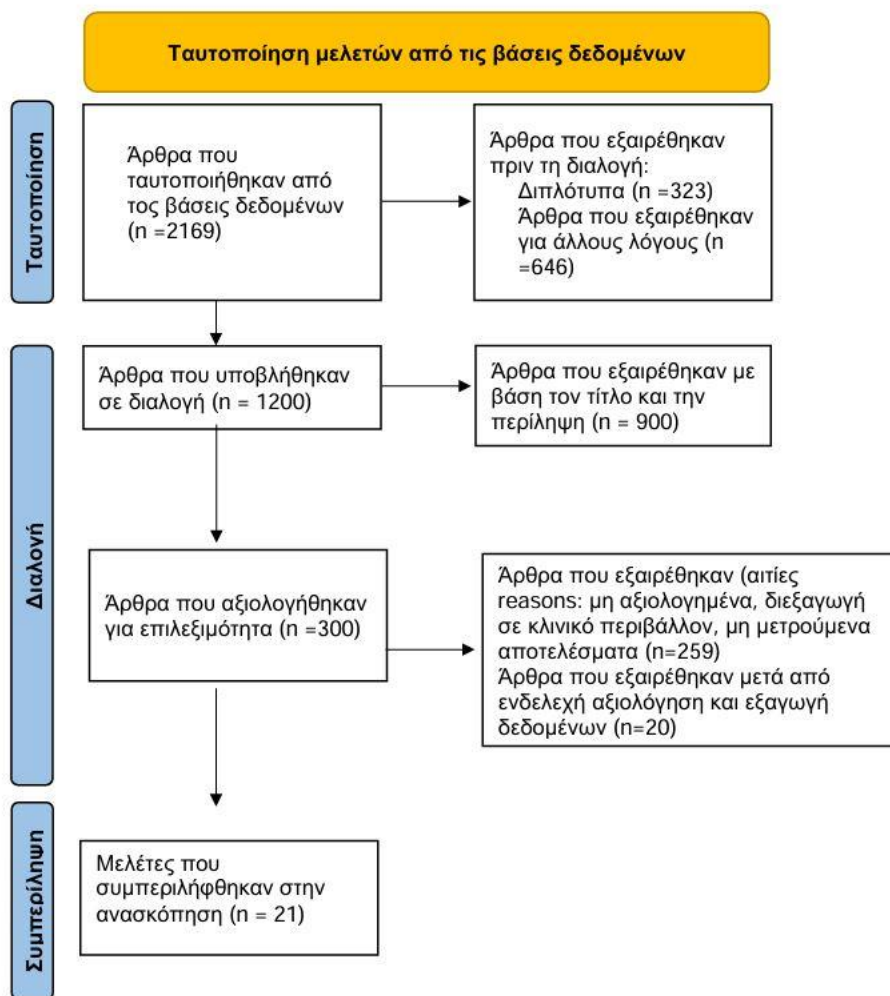 Ταυτοποίηση μελετών από τις βάσεις δεδομένων
Ταυτοποίηση
Άρθρα που
ταυτοποιήθηκαν από
τος βάσεις δεδομένων
(n =2169)
Άρθρα που εξαιρέθηκαν
πριν τη διαλογή:
Διπλότυπα (n =323)
Άρθρα που εξαιρέθηκαν
για άλλους λόγους (n
=646)
Διαλογή
Άρθρα που υποβλήθηκαν
σε διαλογή (n = 1200)
Άρθρα που εξαιρέθηκαν με
βάση τον τίτλο και την
περίληψη (n = 900)
Άρθρα που αξιολογήθηκαν
για επιλεξιμότητα (n =300)
Άρθρα που εξαιρέθηκαν (αιτίες
reasons: μη αξιολογημένα, διεξαγωγή
σε κλινικό περιβάλλον, μη μετρούμενα
αποτελέσματα (n=259)
Άρθρα που εξαιρέθηκαν μετά από
ενδελεχή αξιολόγηση και εξαγωγή
δεδομένων (n=20)
Συμπερίληψη
Μελέτες που
συμπεριλήφθηκαν στην
ανασκόπηση (n = 21)